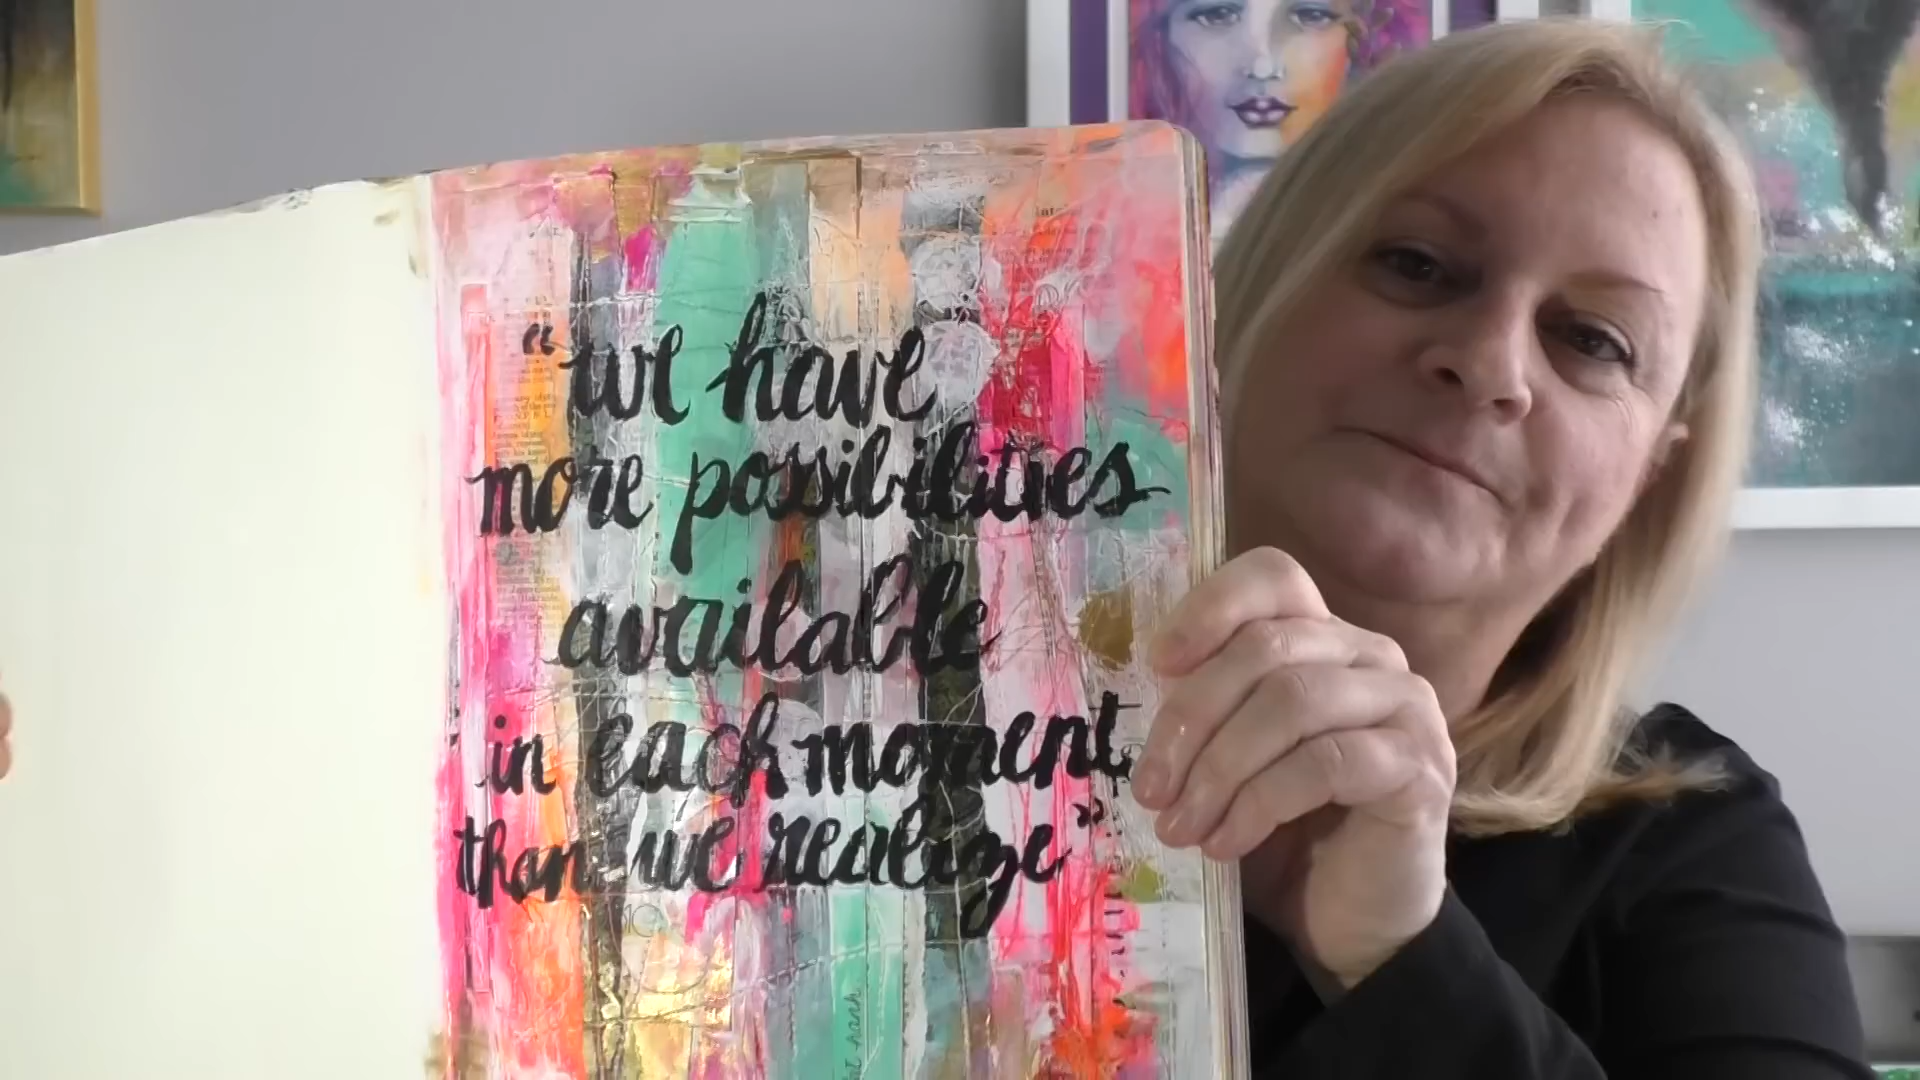 “we have
more possibilities
available
in each moment
than we realize”